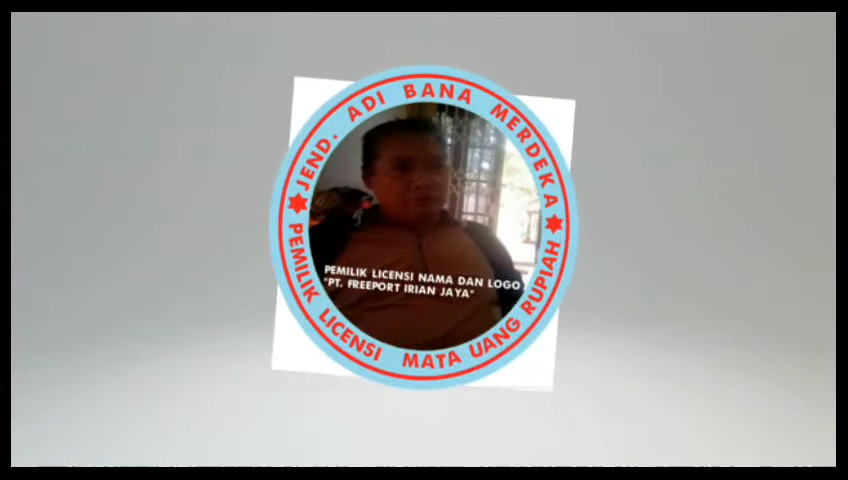 JEND. ADI BANA MERDEKA
PEMILIK LICENSI NAMA DAN LOGO
"PT. FREEPORT IRIAN JAYA"
PEMILIK LICENSI MATA UANG RUPIAH